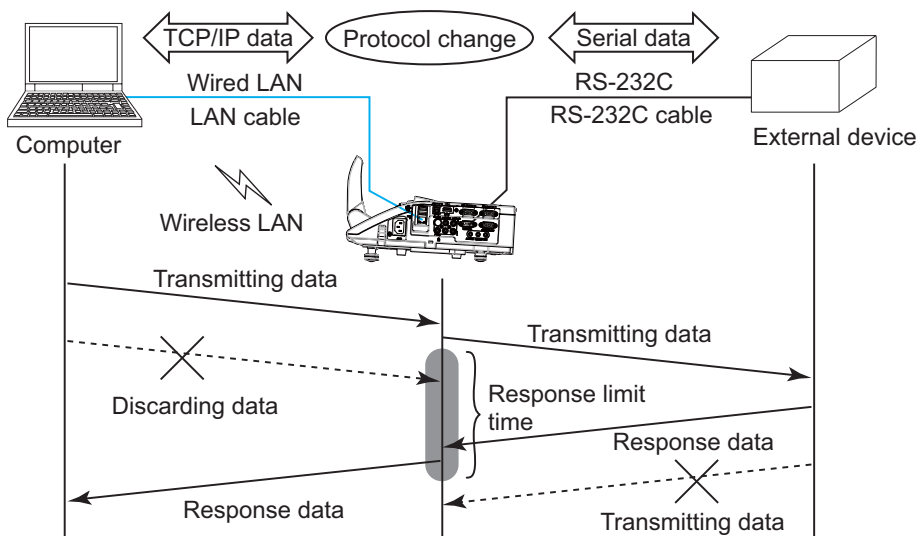 TCP/IP data
Protocol change
Serial data
Wired LAN
LAN cable
RS-232C
RS-232C cable
Computer
External device
Wireless LAN
Transmitting data
Transmitting data
Discarding data
Response limit
time
Response data
Response data
Transmitting data